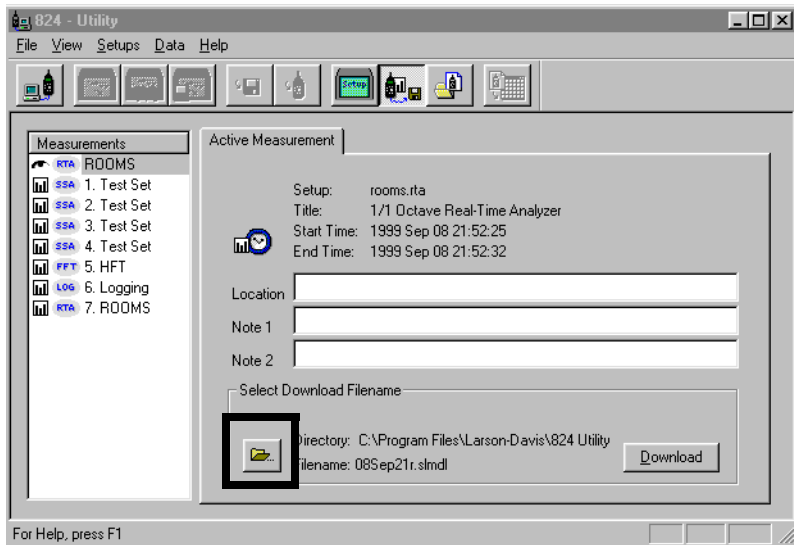 824 - Utility
File View Setups Data Help
Setup
Measurements
RTA ROOMS
SSA 1. Test Set
SSA 2. Test Set
SSA 3. Test Set
SSA 4. Test Set
FFT 5. HFT
LOG 6. Logging
RTA 7. ROOMS
Active Measurement
Setup: rooms.rta
Title: 1/1 Octave Real-Time Analyzer
Start Time: 1999 Sep 08 21:52:25
End Time: 1999 Sep 08 21:52:32
Location
Note 1
Note 2
Select Download Filename
Directory: C:\Program Files\Larson-Davis\824 Utility
Filename: 08Sep21r.slmdl
Download
For Help, press F1